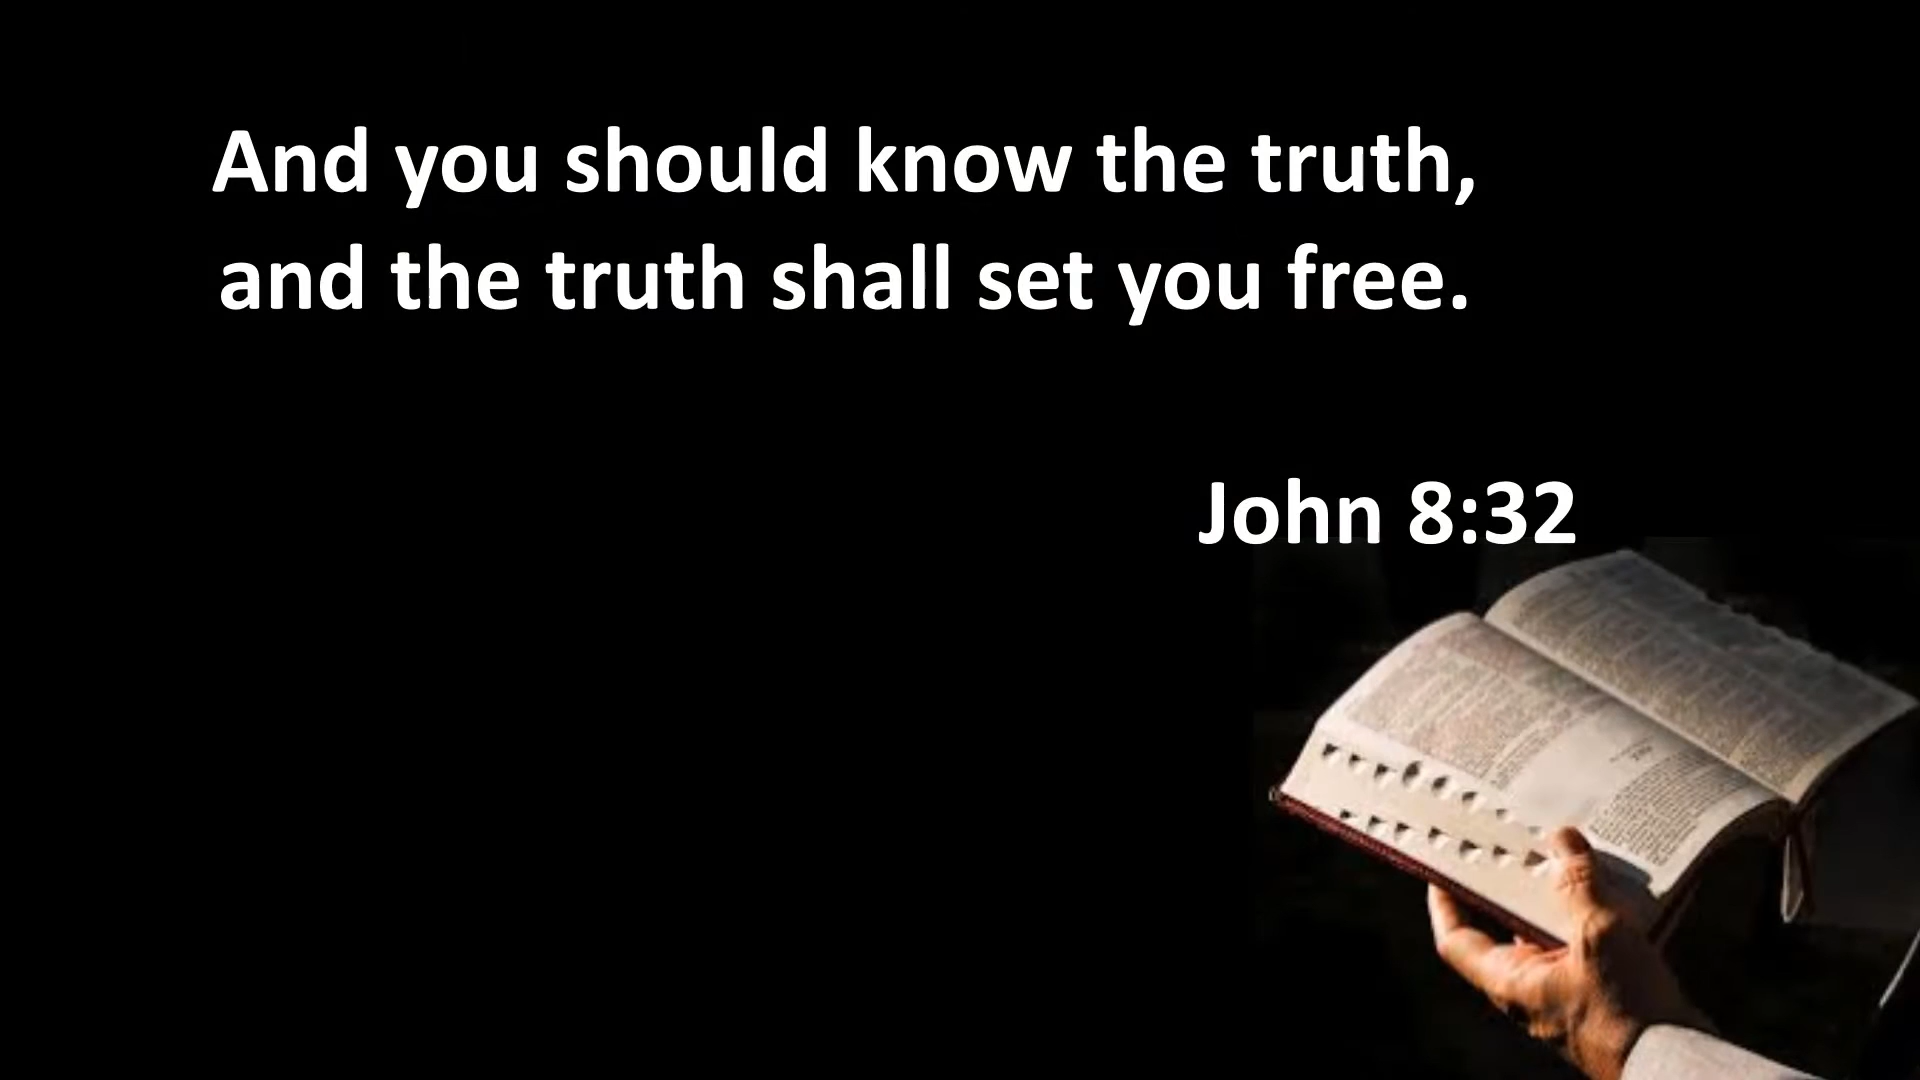 And you should know the truth,
and the truth shall set you free.
John 8:32